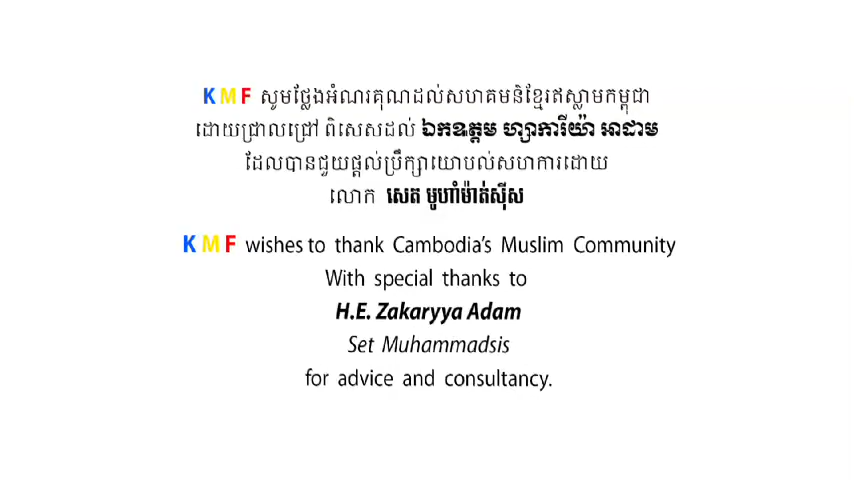 KMF សូមថ្លែងអំណរគុណដល់សហគមន៍ខ្មែរឥស្លាមកម្ពុជា
ដោយជ្រាលជ្រៅ ពិសេសដល់ ឯកឧត្តម ហ្សាការីយ៉ា អាដាម
ដែលបានជួយផ្តល់ប្រឹក្សាយោបល់សហការដោយ
លោក សេត មូហាំម៉ាត់ស៊ីស
KMF wishes to thank Cambodia's Muslim Community
With special thanks to
H.E. Zakaryya Adam
Set Muhammadsis
for advice and consultancy.